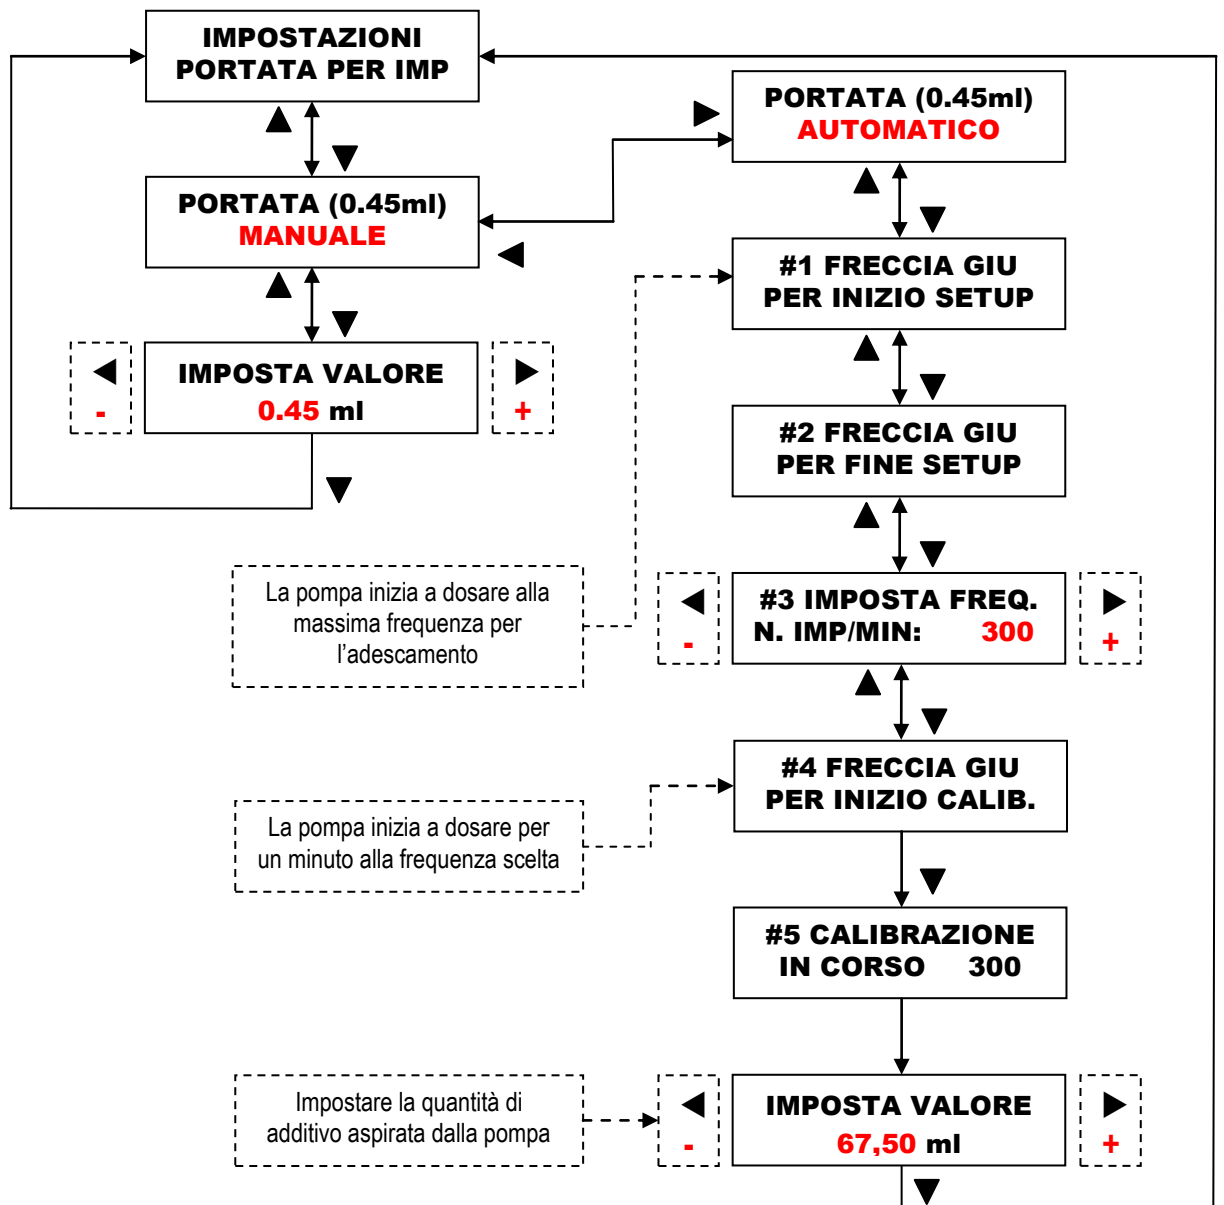 IMPOSTAZIONI
PORTATA PER IMP
PORTATA (0.45ml)
MANUALE
IMPOSTA VALORE
0.45 ml
-
+
PORTATA (0.45ml)
AUTOMATICO
#1 FRECCIA GIU
PER INIZIO SETUP
#2 FRECCIA GIU
PER FINE SETUP
La pompa inizia a dosare alla
massima frequenza per
l'adescamento
#3 IMPOSTA FREQ.
N. IMP/MIN: 300
-
+
#4 FRECCIA GIU
PER INIZIO CALIB.
La pompa inizia a dosare per
un minuto alla frequenza scelta
#5 CALIBRAZIONE
IN CORSO 300
Impostare la quantità di
additivo aspirata dalla pompa
IMPOSTA VALORE
67,50 ml
-
+